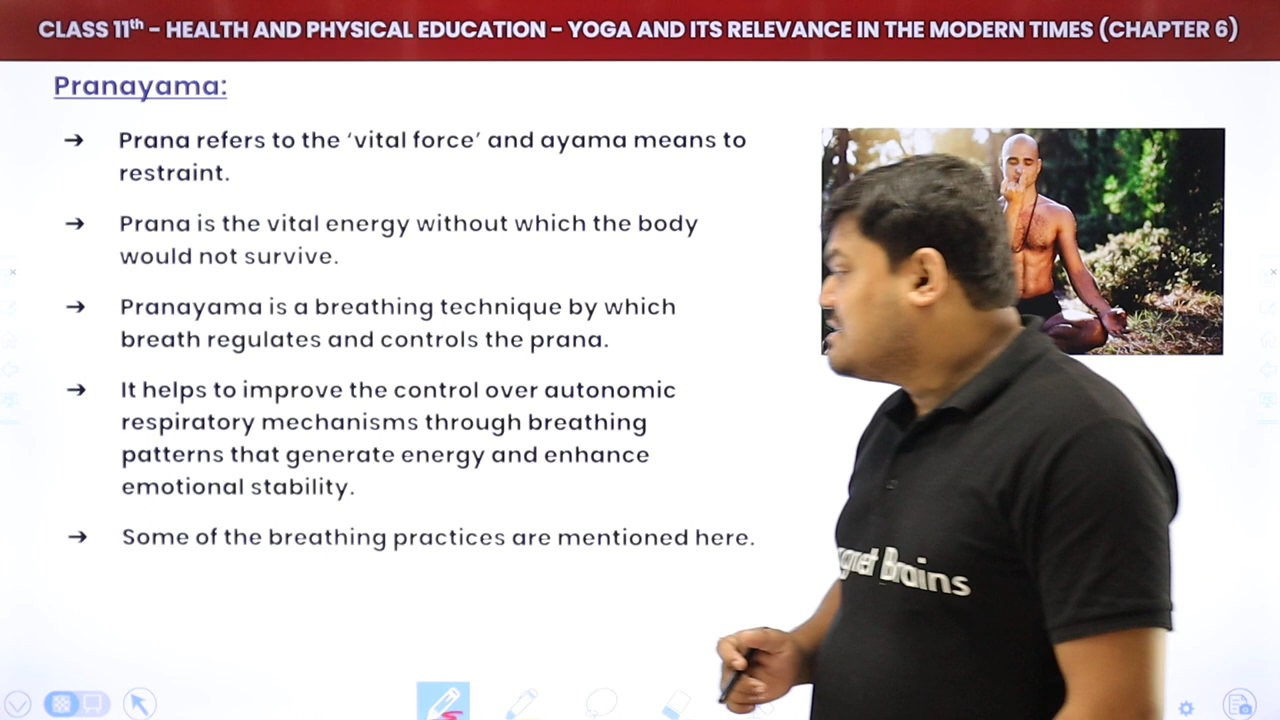 CLASS 11th - HEALTH AND PHYSICAL EDUCATION - YOGA AND ITS RELEVANCE IN THE MODERN TIMES (CHAPTER 6)
Pranayama:
➔ Prana refers to the ‘vital force’ and ayama means to
restraint.
➔ Prana is the vital energy without which the body
would not survive.
➔ Pranayama is a breathing technique by which
breath regulates and controls the prana.
➔ It helps to improve the control over autonomic
respiratory mechanisms through breathing
patterns that generate energy and enhance
emotional stability.
➔ Some of the breathing practices are mentioned here.
Brains